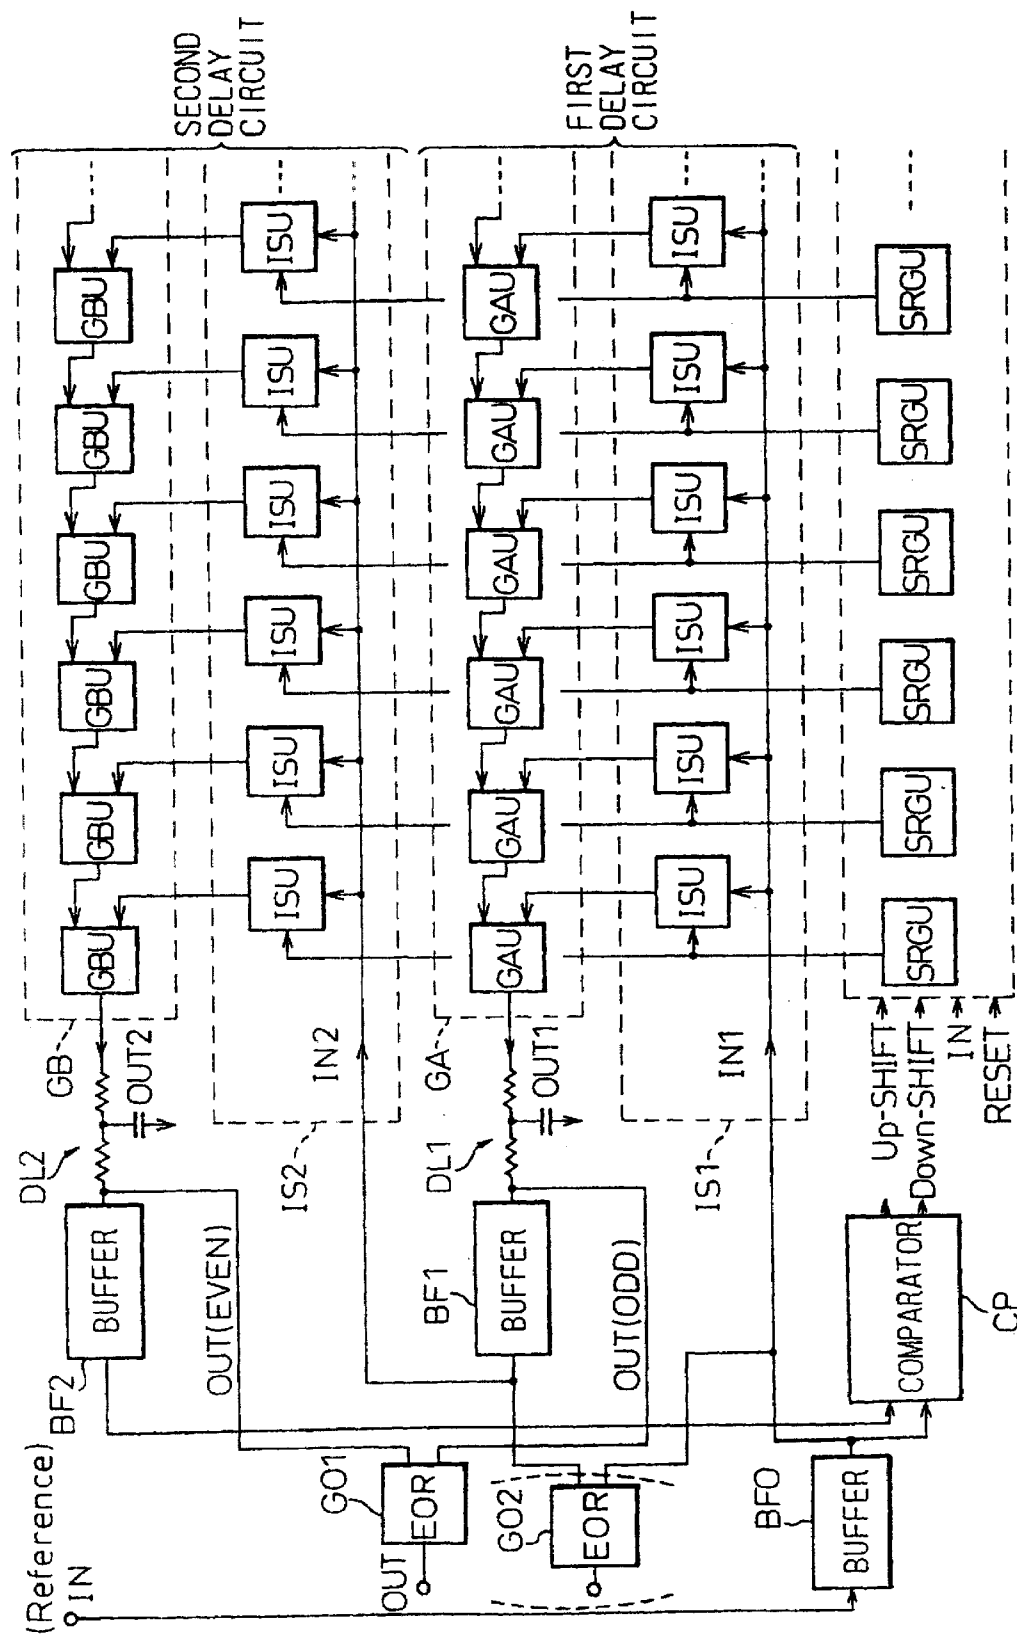 SECOND
DELAY
CIRCUIT
FIRST
DELAY
CIRCUIT
GBU
GBU
GBU
GBU
GBU
GBU
ISU
ISU
ISU
ISU
ISU
ISU
GAU
GAU
GAU
GAU
GAU
GAU
ISU
ISU
ISU
ISU
ISU
ISU
SRGU
SRGU
SRGU
SRGU
SRGU
SRGU
GB
OUT2
IN2
GA
OUT1
IN1
DL2
IS2
DL1
IS1
Up-SHIFT
Down-SHIFT
IN
RESET
BUFFER
BF2
OUT(EVEN)
BUFFER
BF1
OUT(ODD)
COMPARATOR
CP
(Reference)
IN
GO1
EOR
OUT
GO2
EOR
BFO
BUFFER